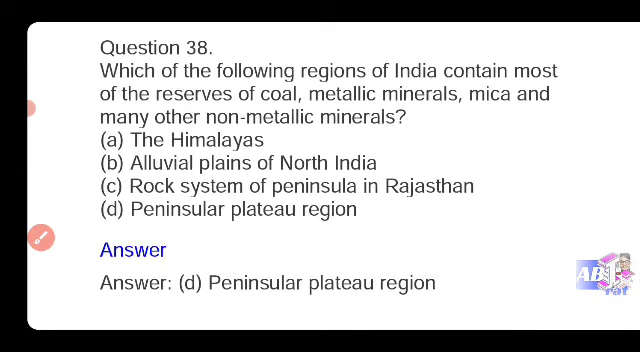 Question 38.
Which of the following regions of India contain most
of the reserves of coal, metallic minerals, mica and
many other non-metallic minerals?
(a) The Himalayas
(b) Alluvial plains of North India
(c) Rock system of peninsula in Rajasthan
(d) Peninsular plateau region
Answer
Answer: (d) Peninsular plateau region
AB
rat